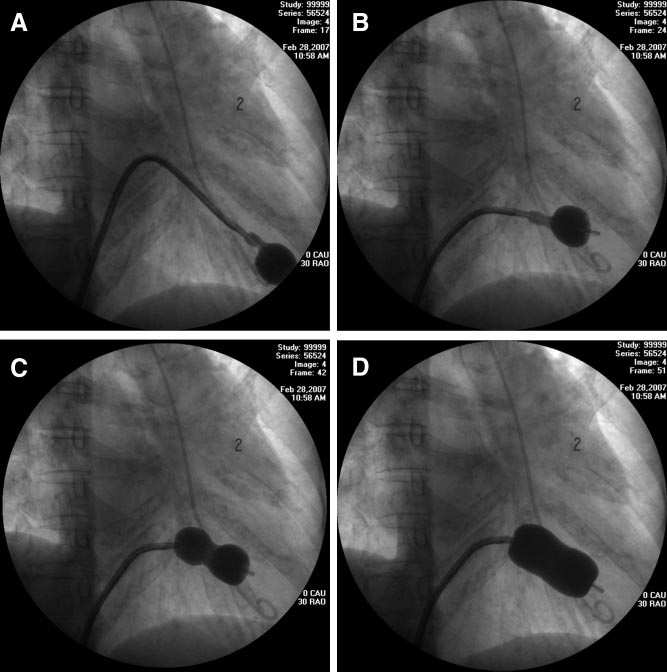 A
Study: 99999
Series: 56524
Image: 4
Frame: 17
Feb 28,2007
10:58 AM
2
0 CAU
30 RAO
B
Study: 99999
Series: 56524
Image: 4
Frame: 24
Feb 28,2007
10:58 AM
2
0 CAU
30 RAO
C
Study: 99999
Series: 56524
Image: 4
Frame: 42
Feb 28,2007
10:58 AM
2
0 CAU
30 RAO
D
Study: 99999
Series: 56524
Image: 4
Frame: 51
Feb 28,2007
10:58 AM
2
0 CAU
30 RAO